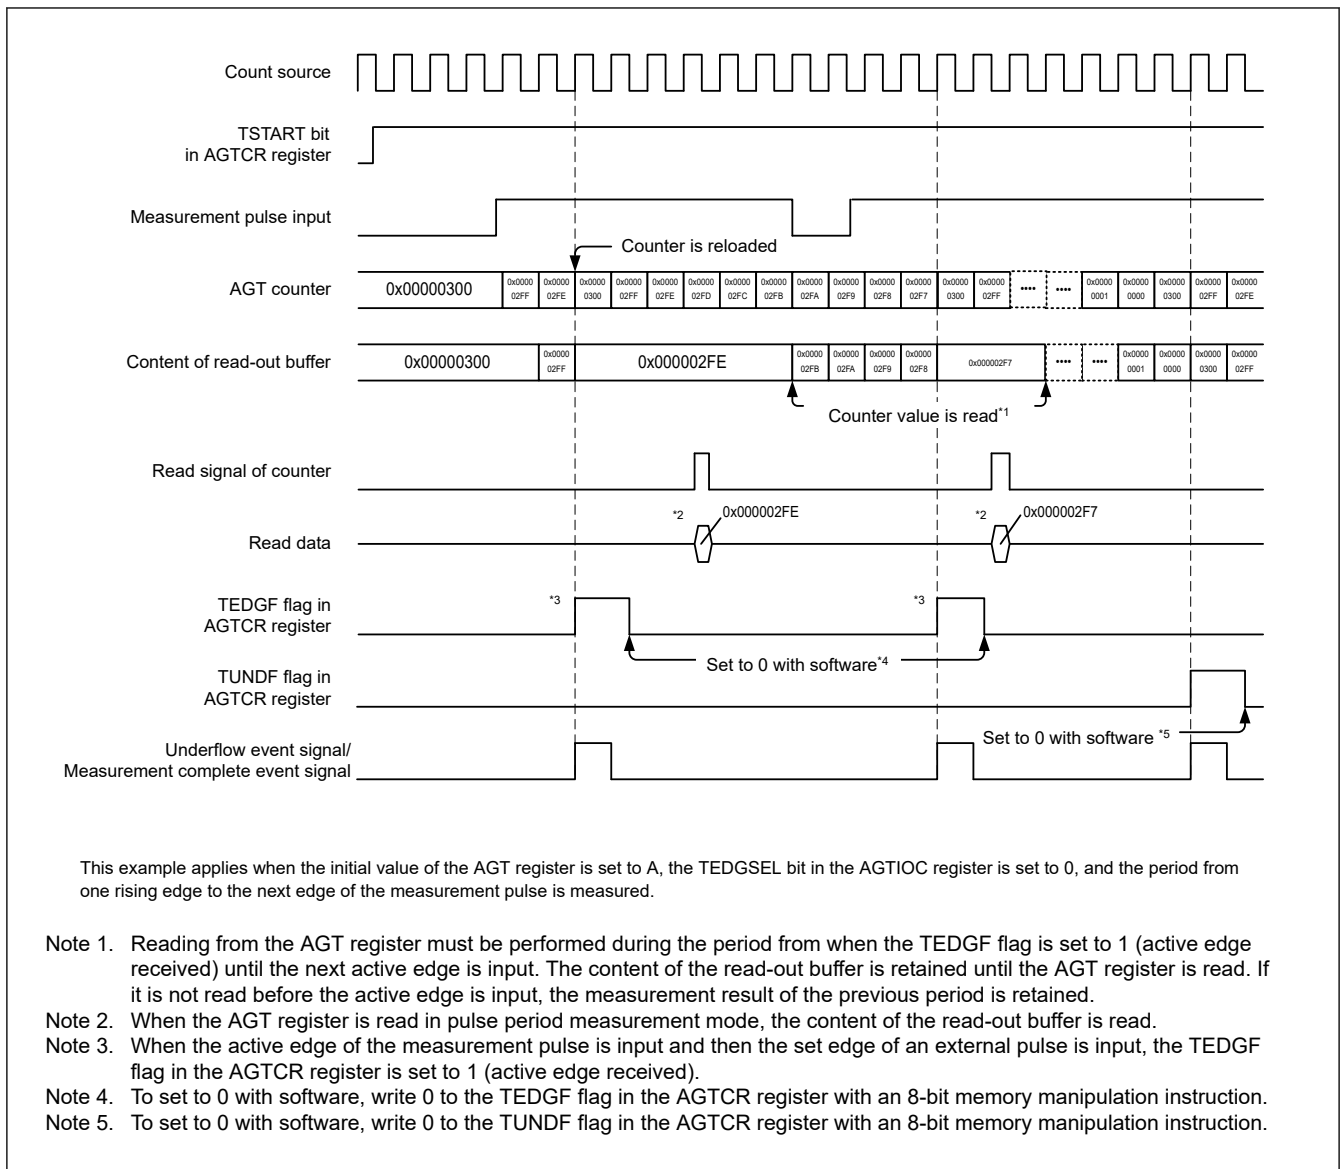 Count source
TSTART bit
in AGTCR register
Measurement pulse input
Counter is reloaded
AGT counter
0x00000300
0x0000 02FF
0x0000 02FE
0x0000 0300
0x0000 02FF
0x0000 02FE
0x0000 02FD
0x0000 02FC
0x0000 02FB
0x0000 02FA
0x0000 02F9
0x0000 02F8
0x0000 02F7
0x0000 0300
0x0000 02FF
••••
••••
0x0000 0001
0x0000 0000
0x0000 0300
0x0000 02FF
0x0000 02FE
Content of read-out buffer
0x00000300
0x0000 02FF
0x000002FE
0x0000 02FB
0x0000 02FA
0x0000 02F9
0x0000 02F8
0x000002F7
••••
••••
0x0000 0001
0x0000 0000
0x0000 0300
0x0000 02FF
Counter value is read*1
Read signal of counter
*2 0x000002FE
*2 0x000002F7
Read data
TEDGF flag in
AGTCR register
*3
*3
Set to 0 with software*4
TUNDF flag in
AGTCR register
Set to 0 with software *5
Underflow event signal/
Measurement complete event signal
This example applies when the initial value of the AGT register is set to A, the TEDGSEL bit in the AGTIOC register is set to 0, and the period from
one rising edge to the next edge of the measurement pulse is measured.
Note 1. Reading from the AGT register must be performed during the period from when the TEDGF flag is set to 1 (active edge
received) until the next active edge is input. The content of the read-out buffer is retained until the AGT register is read. If
it is not read before the active edge is input, the measurement result of the previous period is retained.
Note 2. When the AGT register is read in pulse period measurement mode, the content of the read-out buffer is read.
Note 3. When the active edge of the measurement pulse is input and then the set edge of an external pulse is input, the TEDGF
flag in the AGTCR register is set to 1 (active edge received).
Note 4. To set to 0 with software, write 0 to the TEDGF flag in the AGTCR register with an 8-bit memory manipulation instruction.
Note 5. To set to 0 with software, write 0 to the TUNDF flag in the AGTCR register with an 8-bit memory manipulation instruction.